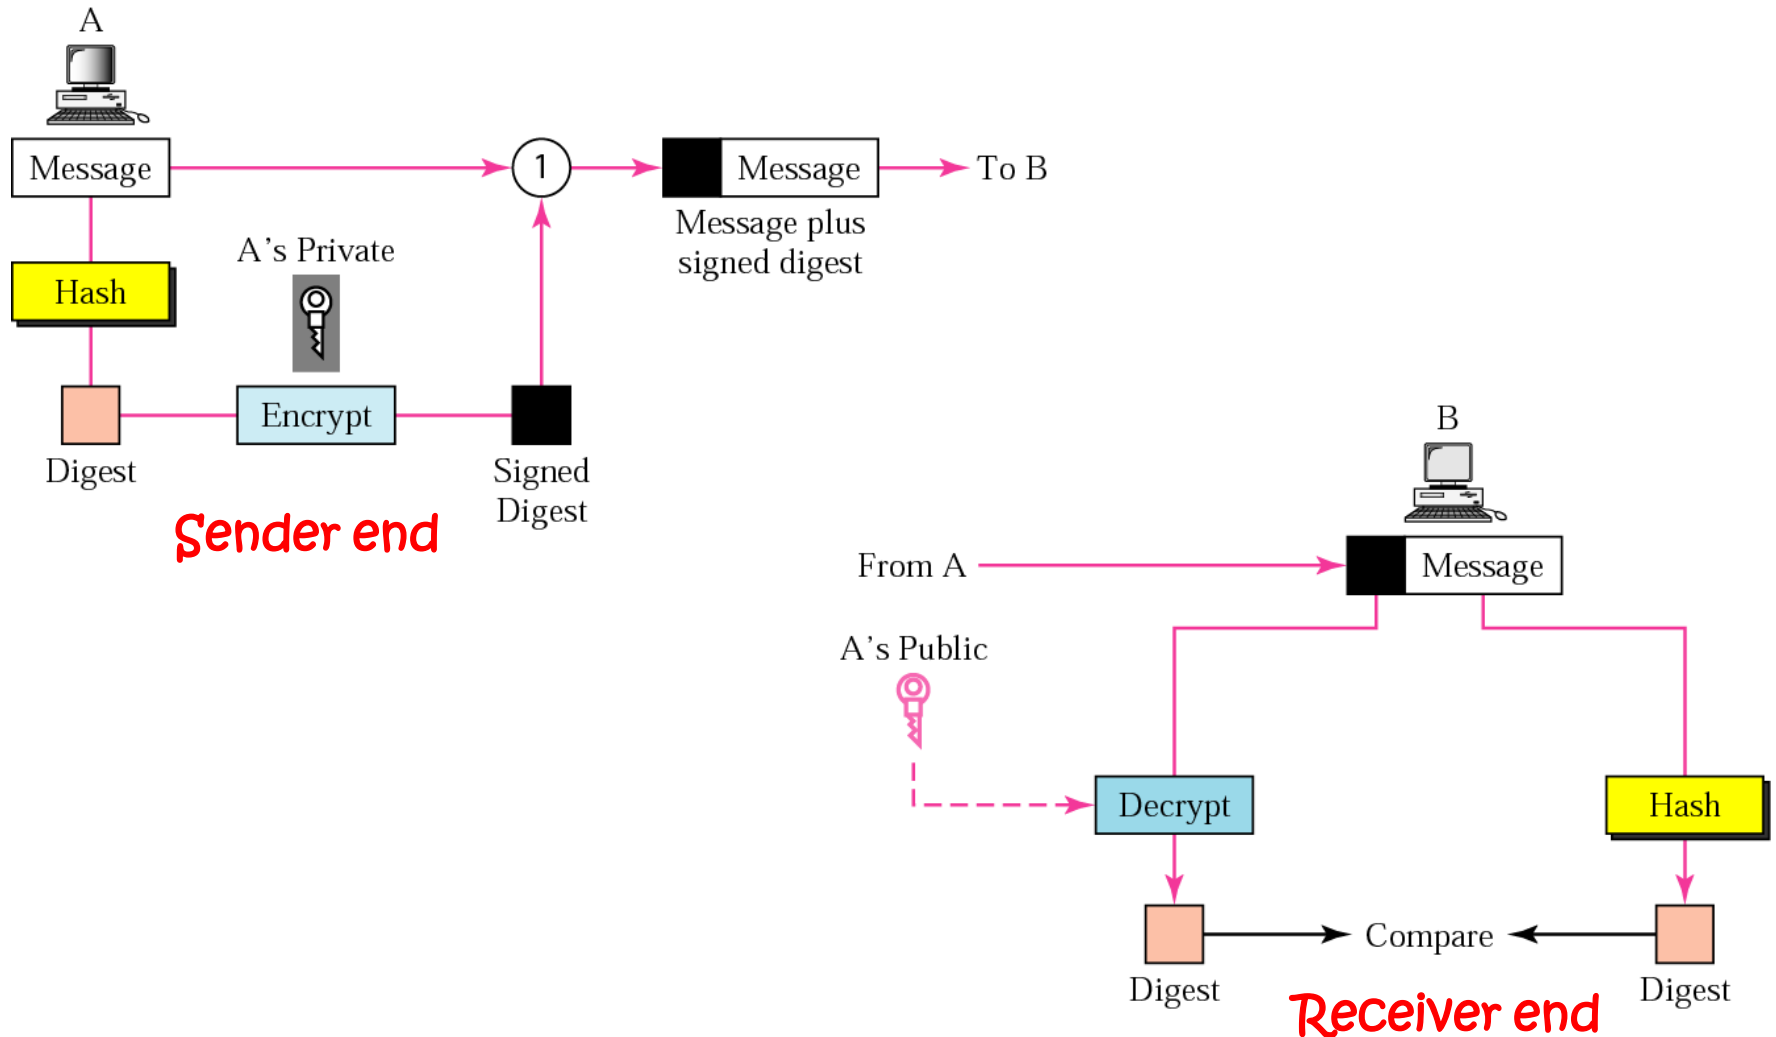 A
Message
1
Message
To B
Message plus
signed digest
A's Private
Hash
Encrypt
Digest
Signed
Digest
Sender end
B
From A
Message
A's Public
Decrypt
Hash
Compare
Digest
Digest
Receiver end